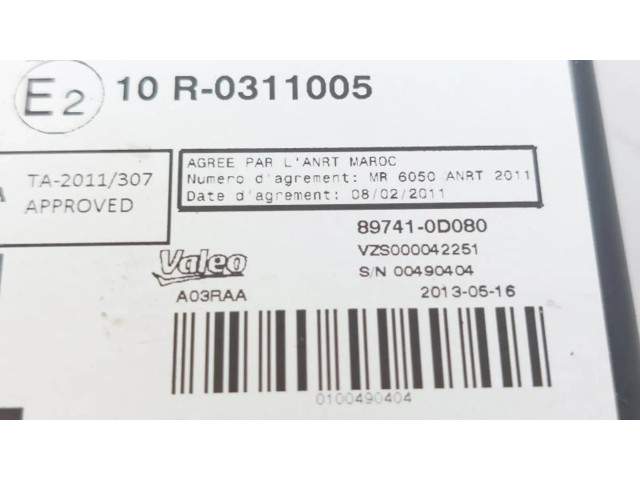 E2 10 R-0311005
TA-2011/307
APPROVED
AGREE PAR L'ANRT MAROC
Numero d'agrement: MR 6050 ANRT 2011
Date d'agrement: 08/02/2011
89741-0D080
Valeo VZS000042251
S/N 00490404
A03RAA 2013-05-16
0100490404